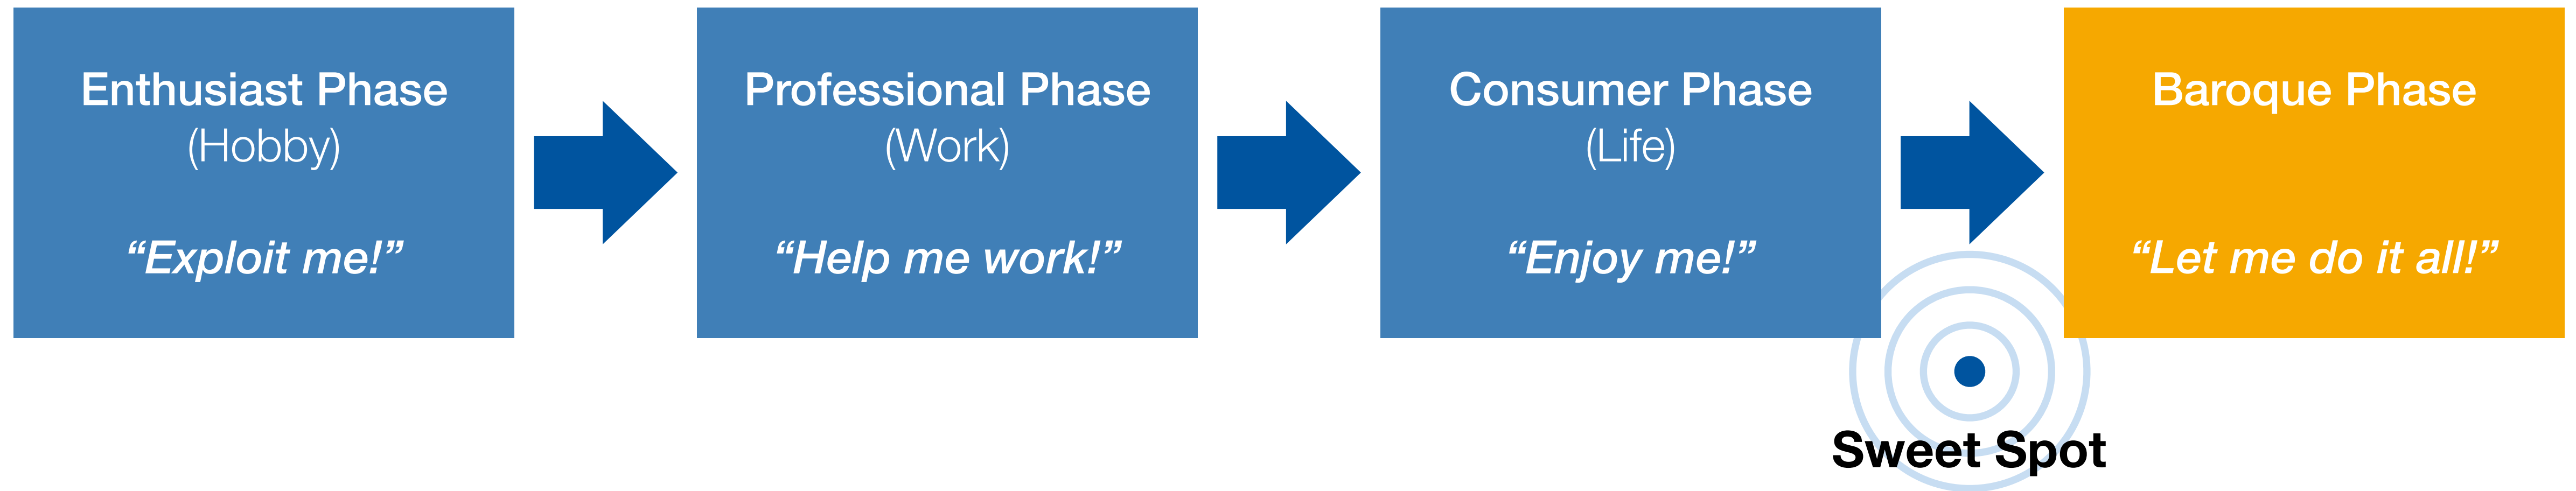 Enthusiast Phase
(Hobby)
“Exploit me!”
Professional Phase
(Work)
“Help me work!”
Consumer Phase
(Life)
“Enjoy me!”
Baroque Phase
“Let me do it all!”
Sweet Spot